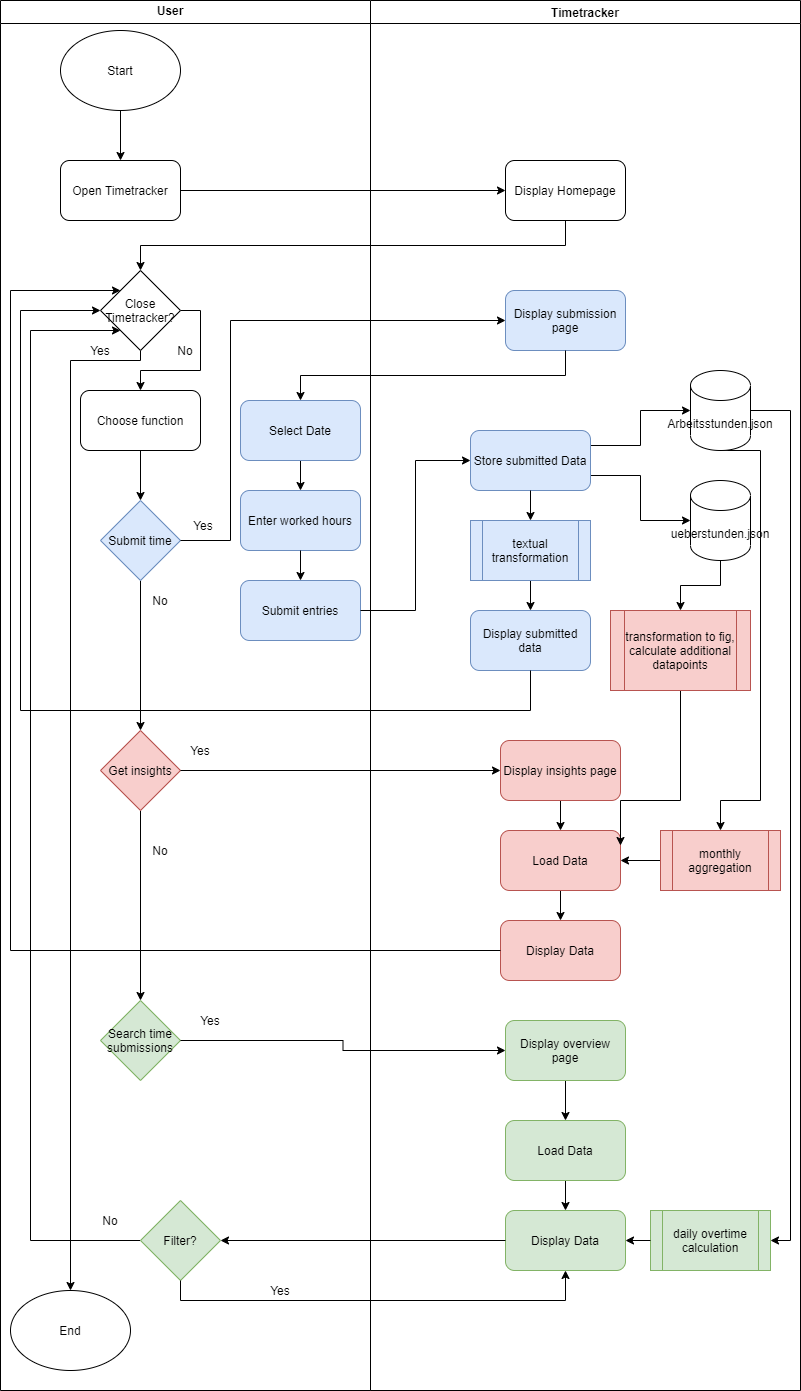 User
Timetracker
Start
Open Timetracker
Display Homepage
Close
Timetracker?
Yes
No
Display submission
page
Choose function
Select Date
Arbeitsstunden.json
Store submitted Data
Submit time
Yes
Enter worked hours
textual
transformation
ueberstunden.json
No
Submit entries
Display submitted
data
transformation to fig,
calculate additional
datapoints
Get insights
Yes
Display insights page
No
Load Data
monthly
aggregation
Display Data
Search time
submissions
Yes
Display overview
page
Load Data
No
Filter?
Display Data
daily overtime
calculation
Yes
End